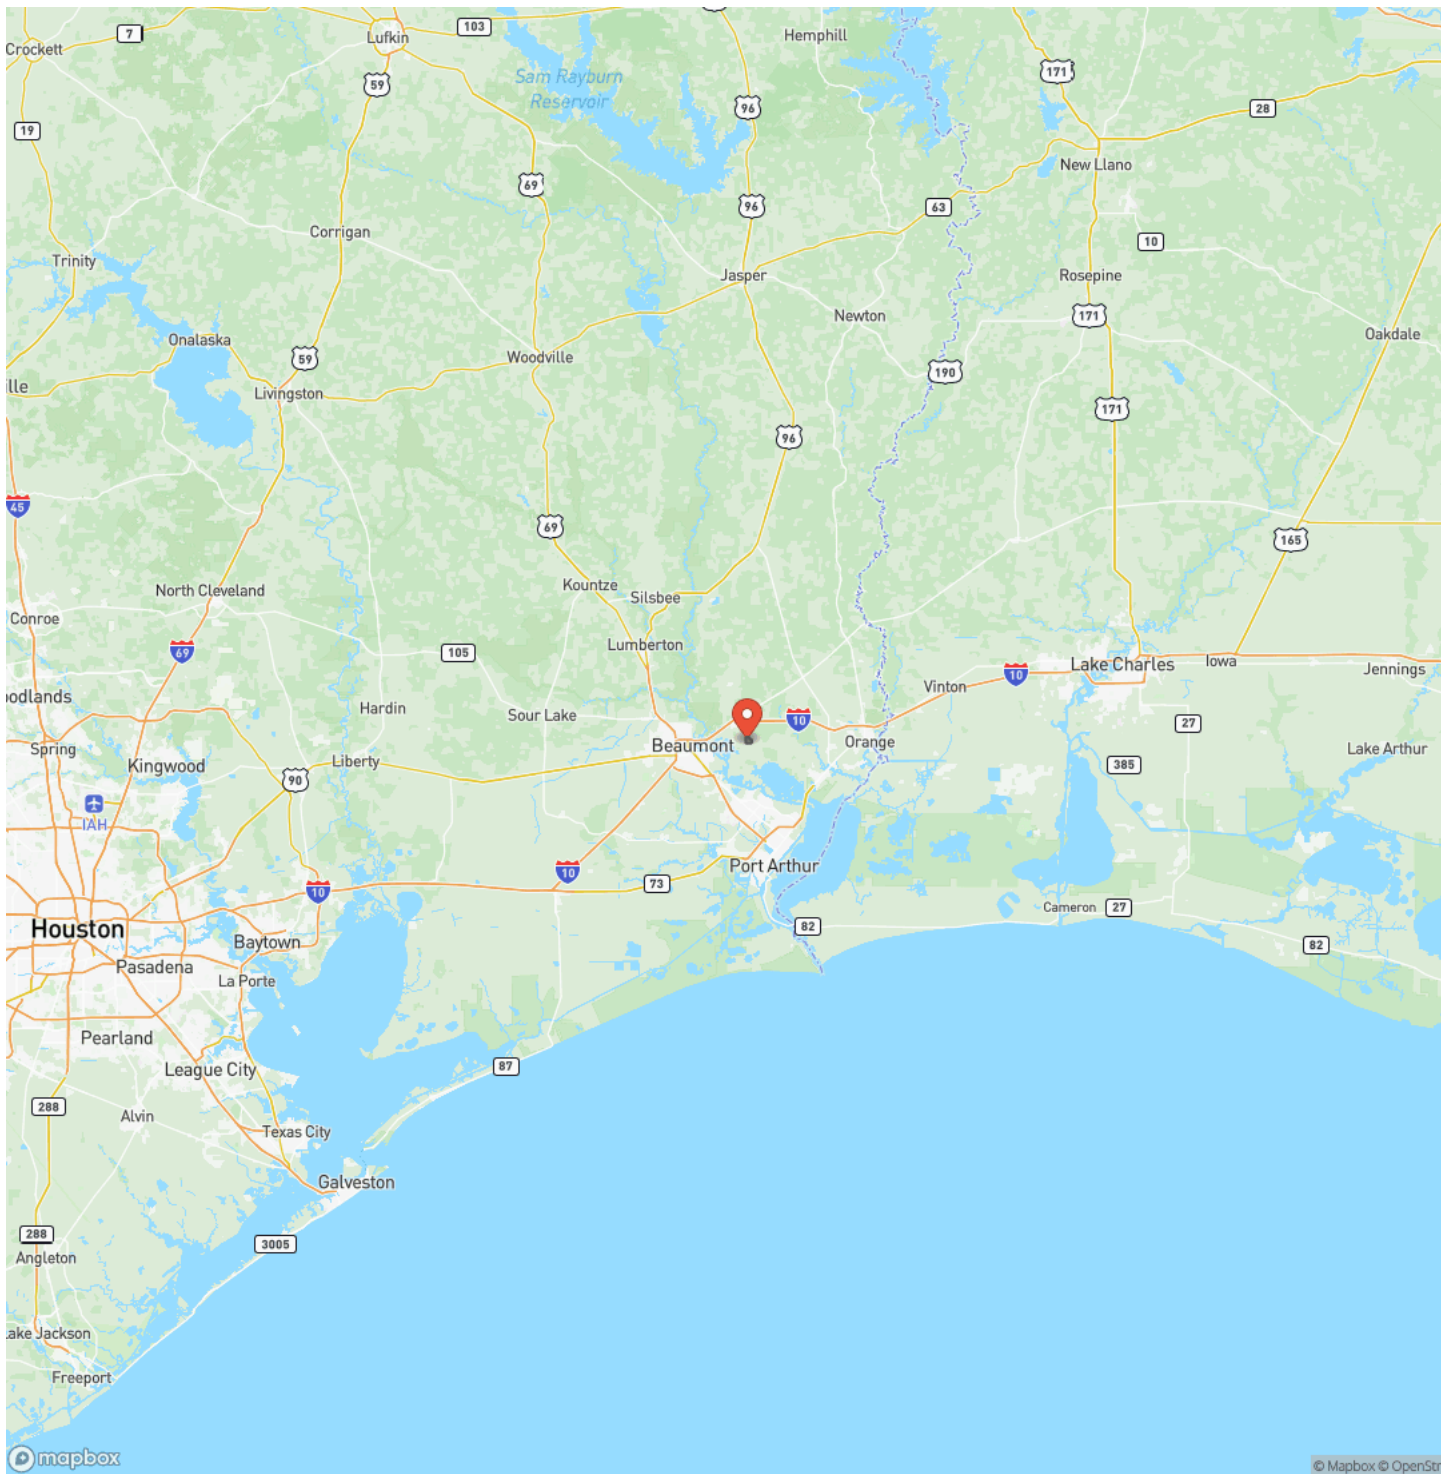 103
7
Hemphill
Lufkin
Crockett
171
Sam Rayburn
Reservoir
59
96
28
19
New Llano
69
96
63
Corrigan
10
Trinity
Jasper
Rosepine
Newton
171
Oakdale
Onalaska
59
Woodville
190
lle
Livingston
171
96
45
69
165
Kountze
North Cleveland
Silsbee
Conroe
Lumberton
69
105
Lake Charles
Iowa
Jennings
10
Vinton
oodlands
Hardin
Sour Lake
10
27
Beaumont
Orange
Spring
Lake Arthur
Liberty
Kingwood
385
90
IAH
Port Arthur
10
73
10
Cameron
27
Houston
82
Baytown
82
Pasadena
La Porte
Pearland
87
League City
288
Alvin
Texas City
Galveston
288
3005
Angleton
ake Jackson
Freeport
mapbox
© Mapbox © OpenStr